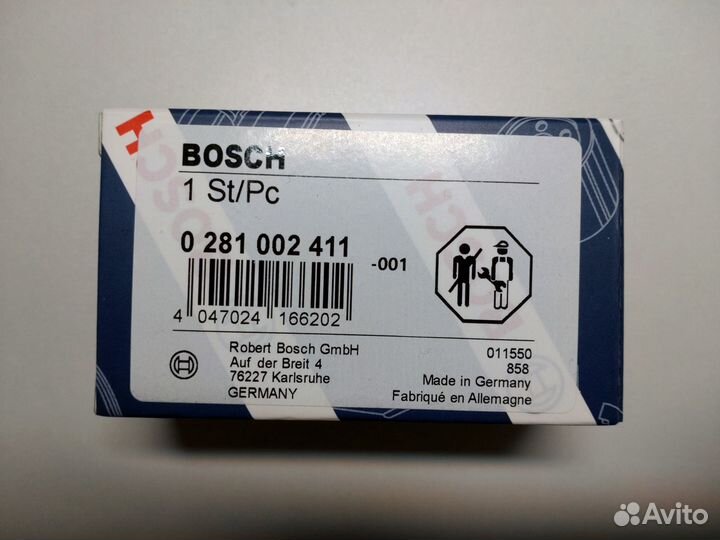 BOSCH
1 St/Pc
0 281 002 411
-001
4 047024 166202
Robert Bosch GmbH
Auf der Breit 4
76227 Karlsruhe
GERMANY
011550
858
Made in Germany
Fabriqué en Allemagne
Avito